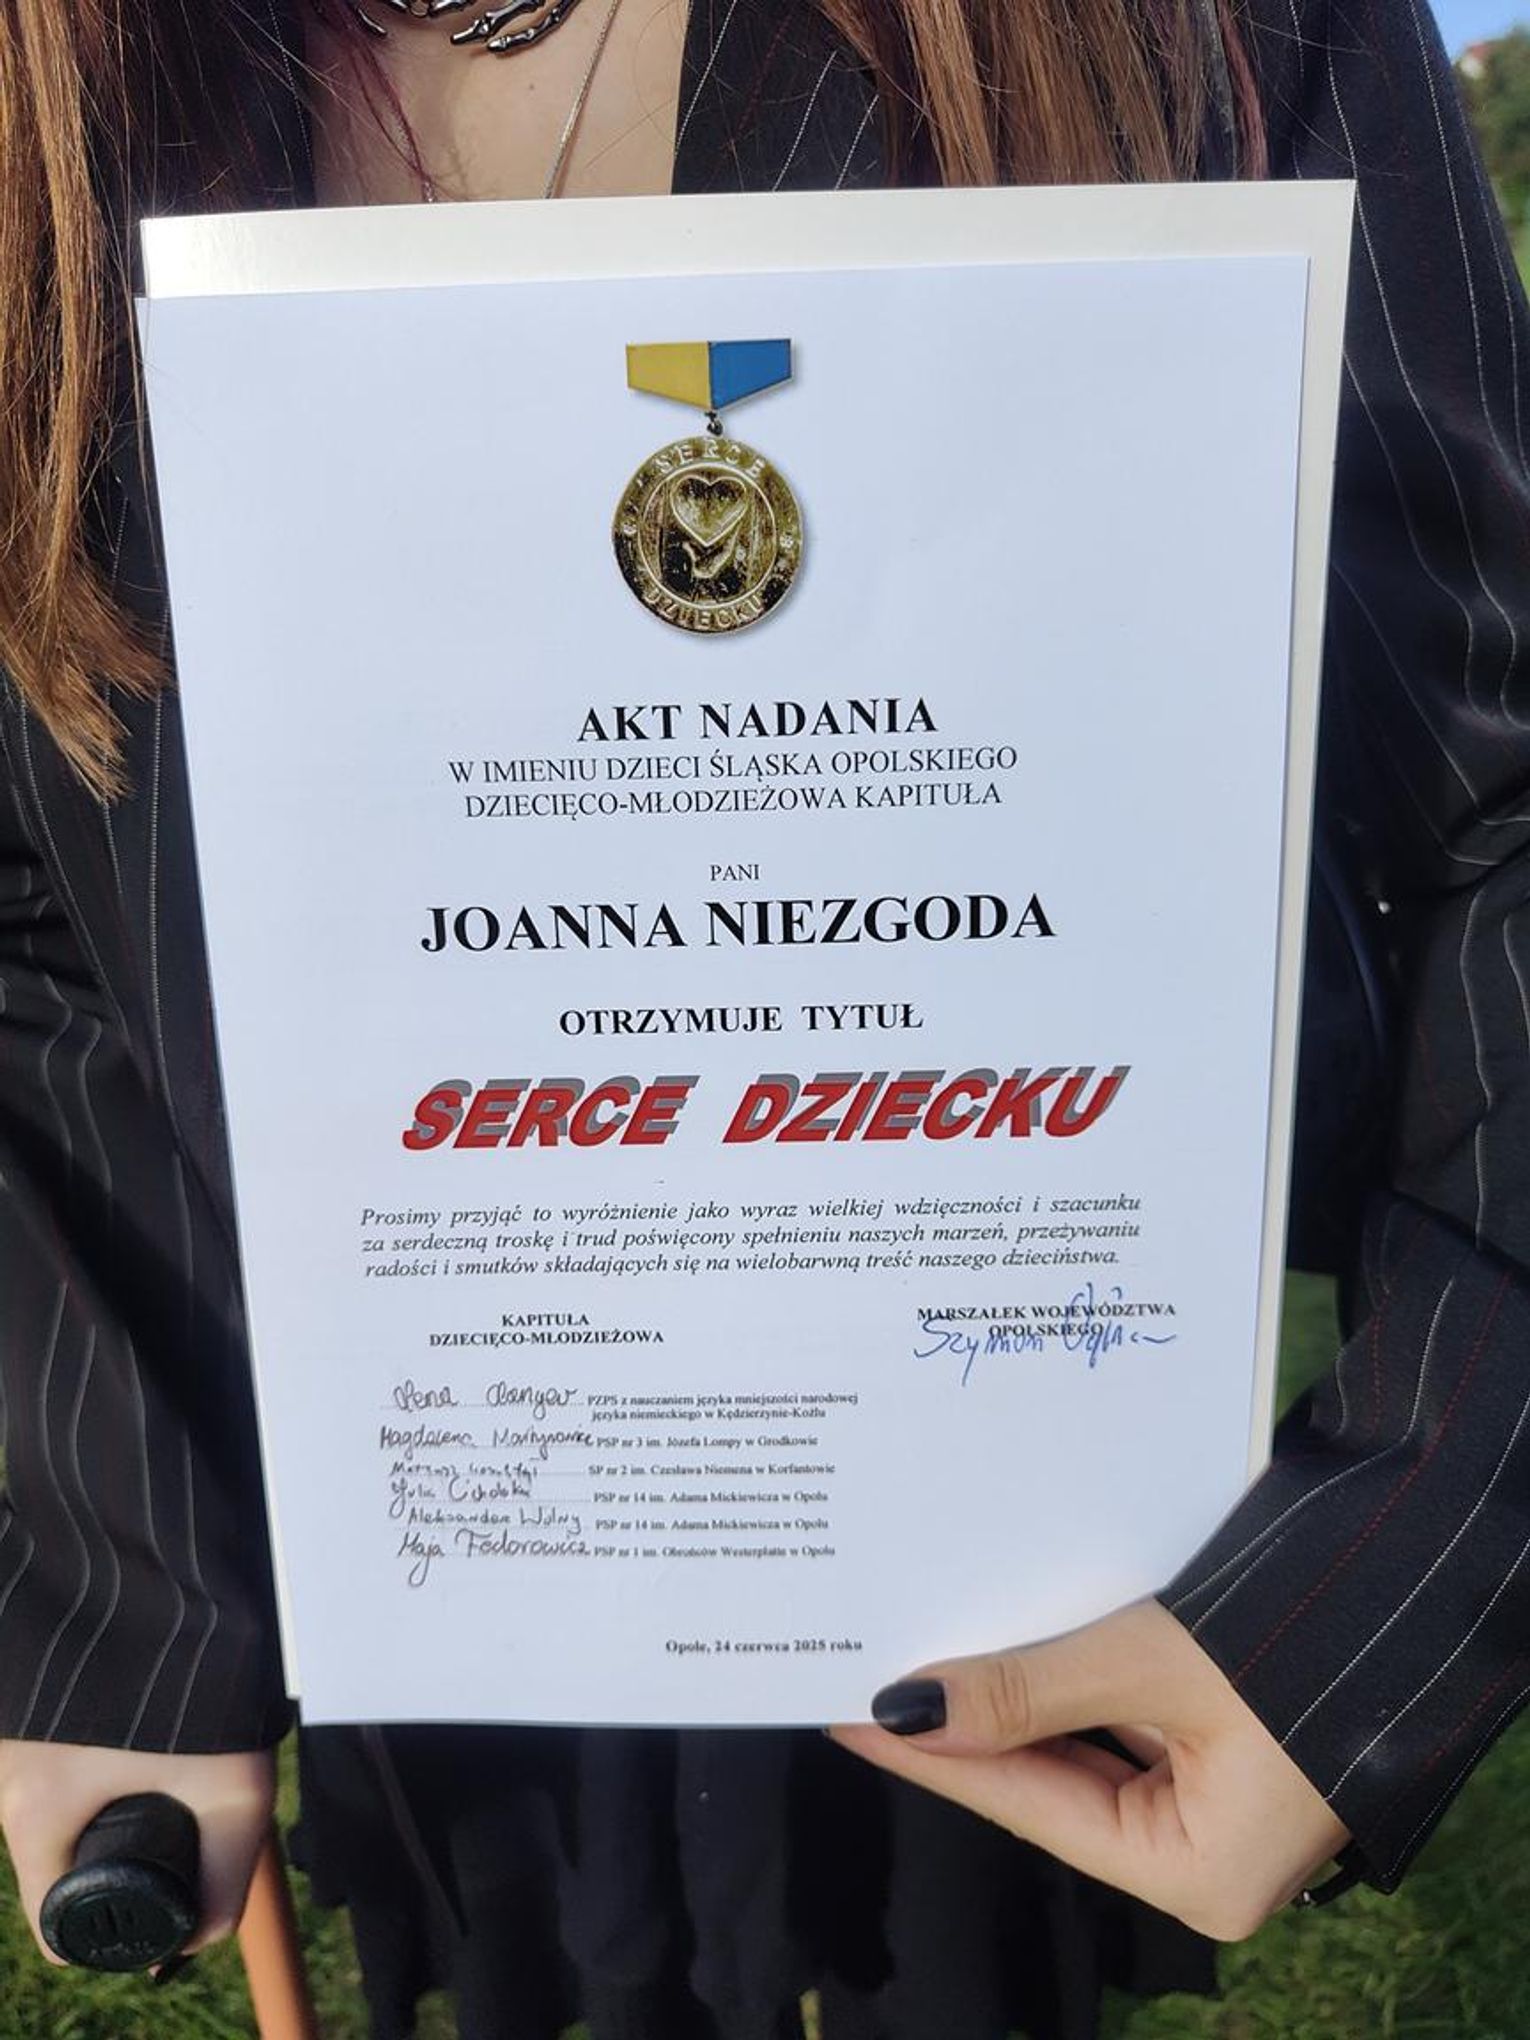 SERCE
DZIECKU
AKT NADANIA
W IMIENIU DZIECI ŚLĄSKA OPOLSKIEGO
DZIECIĘCO-MŁODZIEŻOWA KAPITUŁA
PANI
JOANNA NIEZGODA
OTRZYMUJE TYTUŁ
SERCE DZIECKU
Prosimy przyjąć to wyróżnienie jako wyraz wielkiej wdzięczności i szacunku
za serdeczną troskę i trud poświęcony spełnieniu naszych marzeń, przeżywaniu
radości i smutków składających się na wielobarwną treść naszego dzieciństwa.
KAPITUŁA
DZIECIĘCO-MŁODZIEŻOWA
MARSZAŁEK WOJEWÓDZTWA
OPOLSKIEGO
Szymon
PZPS z nauczaniem języka mniejszości narodowej
języka niemieckiego w Kędzierzynie-Koźlu
Magdalena PSP nr 3 im. Józefa Lompy w Grodkowie
SP nr 2 im. Czesława Niemena w Korfantowie
PSP nr 14 im. Adama Mickiewicza w Opolu
Aleksander Wolny PSP nr 14 im. Adama Mickiewicza w Opolu
Maja Fedorowicz PSP nr 1 im. Obrońców Westerplatte w Opolu
Opole, 24 czerwca 2025 roku